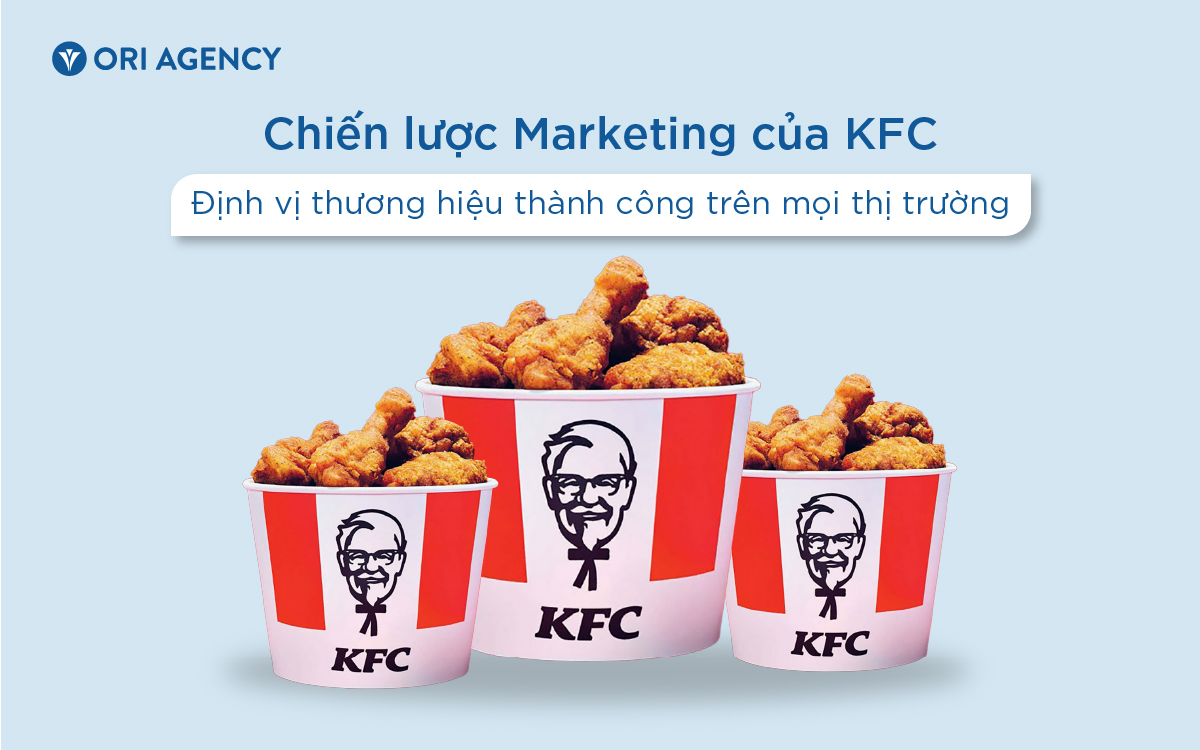 ORI AGENCY
Chiến lược Marketing của KFC
Định vị thương hiệu thành công trên mọi thị trường
KFC
KFC
KFC